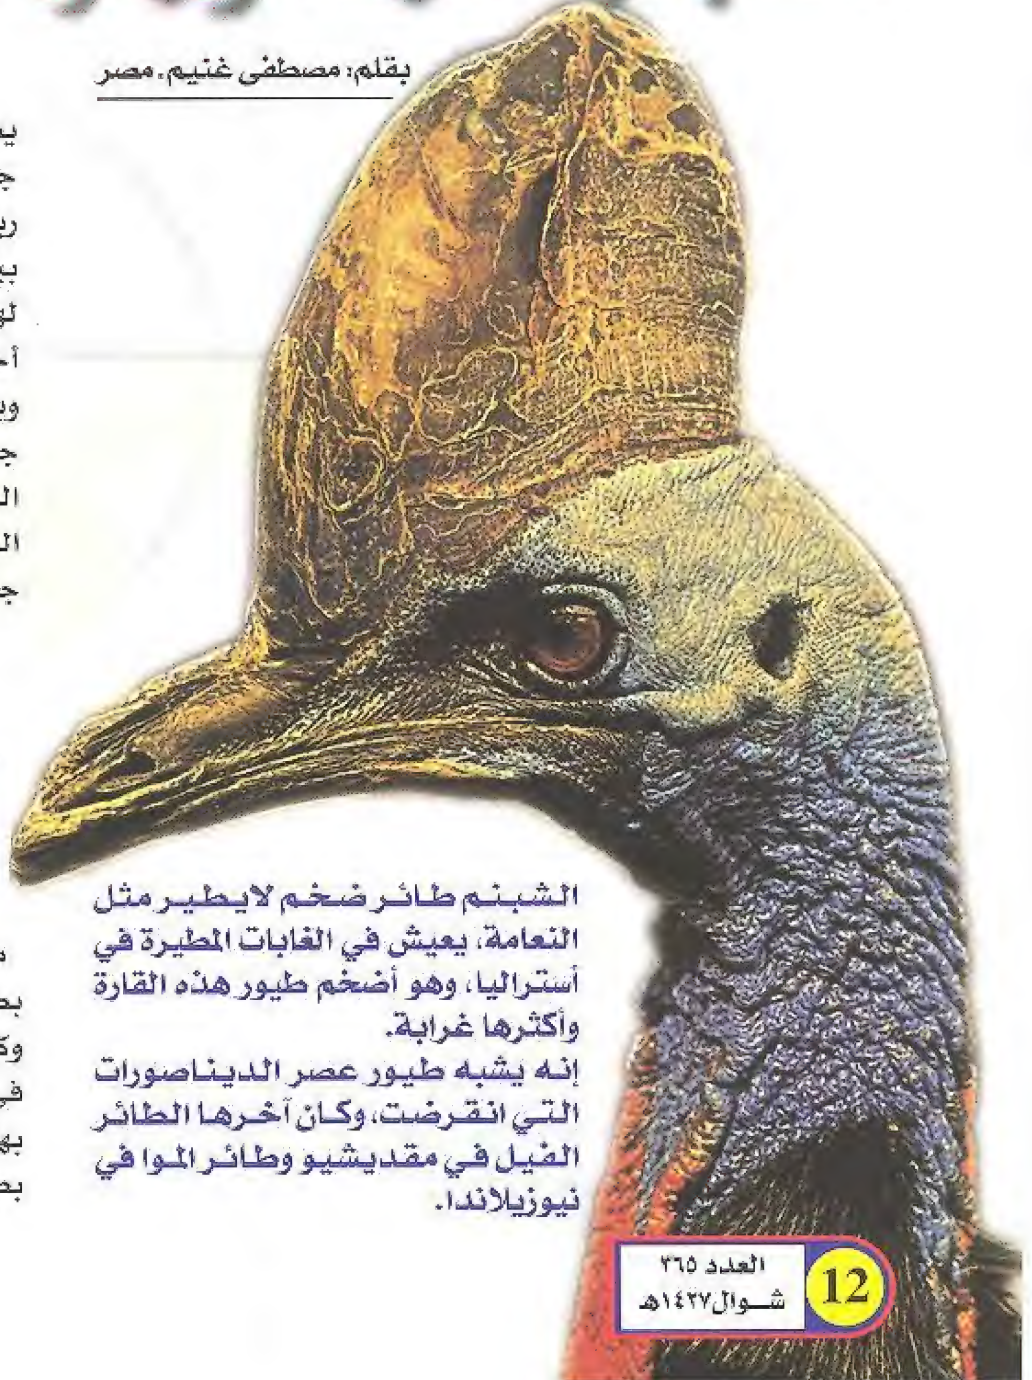 بقلم: مصطفى غنيم. مصر
الشبنم طائر ضخم لايطير مثل
النعامة، يعيش في الغابات المطيرة في
أستراليا، وهو أضخم طيور هذه القارة
وأكثرها غرابة.
إنه يشبه طيور عصر الديناصورات
التي انقرضت، وكان آخرها الطائر
الفيل في مقديشيو وطائر الموا في
نيوزيلاندا.
العدد ٣٦٥
شوال١٤٢٧هـ
12